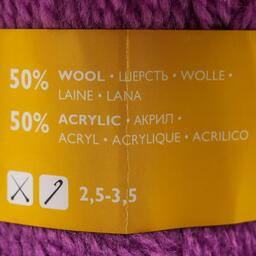 50% WOOL • ШЕРСТЬ • WOLLE •
LAINE • LANA
50% ACRYLIC • АКРИЛ •
ACRYL • ACRYLIQUE • ACRILICO
2,5-3,5